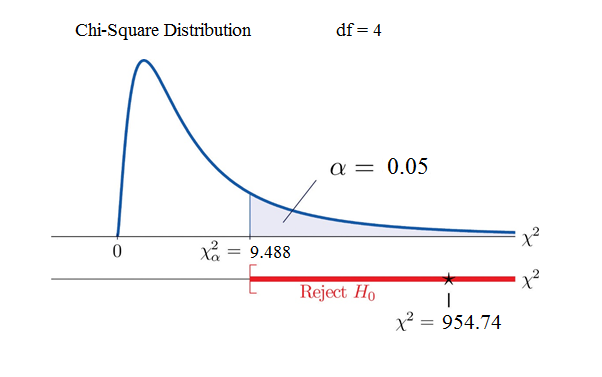 Chi-Square Distribution df = 4
α = 0.05
χ²
0 χ²α = 9.488
χ²
Reject H₀
χ² = 954.74